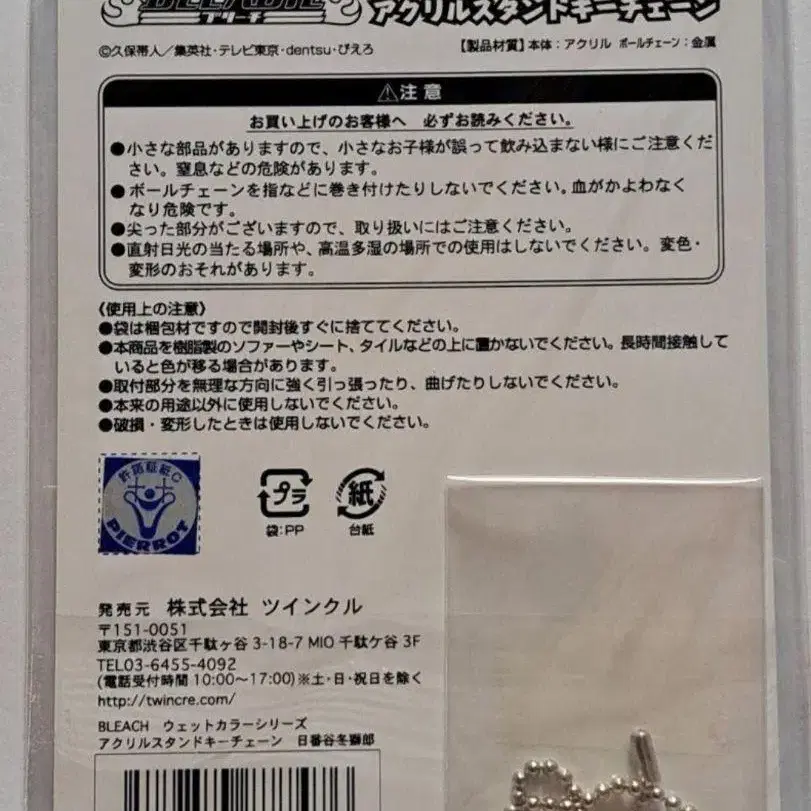 BLEACH
ブリーチ
アクリルスタンドキーチェーン
©久保帯人／集英社・テレビ東京・dentsu・ぴえろ
【製品材質】本体：アクリル ボールチェーン：金属
⚠注意
お買い上げのお客様へ 必ずお読みください。
●小さな部品がありますので、小さなお子様が誤って飲み込まない様にご注意くだ
さい。窒息などの危険があります。
●ボールチェーンを指などに巻き付けたりしないでください。血がかよわなく
なり危険です。
●尖った部分がございますので、取り扱いにはご注意ください。
●直射日光の当たる場所や、高温多湿の場所での使用はしないでください。変色・
変形のおそれがあります。
《使用上の注意》
●袋は梱包材ですので開封後すぐに捨ててください。
●本商品を樹脂製のソファーやシート、タイルなどの上に置かないでください。長時間接触して
いると色が移る場合があります。
●取付部分を無理な方向に強く引っ張ったり、曲げたりしないでください。
●本来の用途以外に使用しないでください。
●破損・変形したときは使用しないでください。
許諾証紙C
PIERROT
プラ
袋:PP
紙
台紙
発売元 株式会社 ツインクル
〒151-0051
東京都渋谷区千駄ヶ谷 3-18-7 MIO 千駄ケ谷 3F
TEL03-6455-4092
(電話受付時間 10:00〜17:00)※土・日・祝日を除く
http://twincre.com/
BLEACH ウェットカラーシリーズ
アクリルスタンドキーチェーン 日番谷冬獅郎